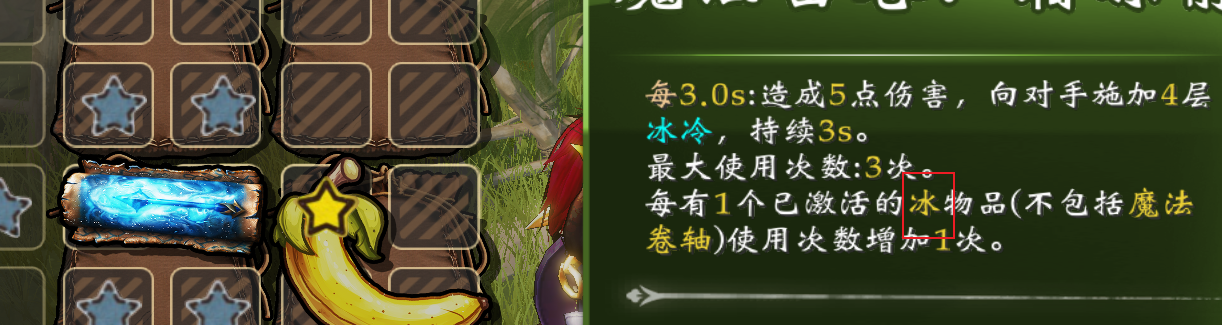 每3.0s:造成5点伤害，向对手施加4层
冰冷，持续3s。
最大使用次数:3次。
每有1个已激活的冰物品(不包括魔法
卷轴)使用次数增加1次。